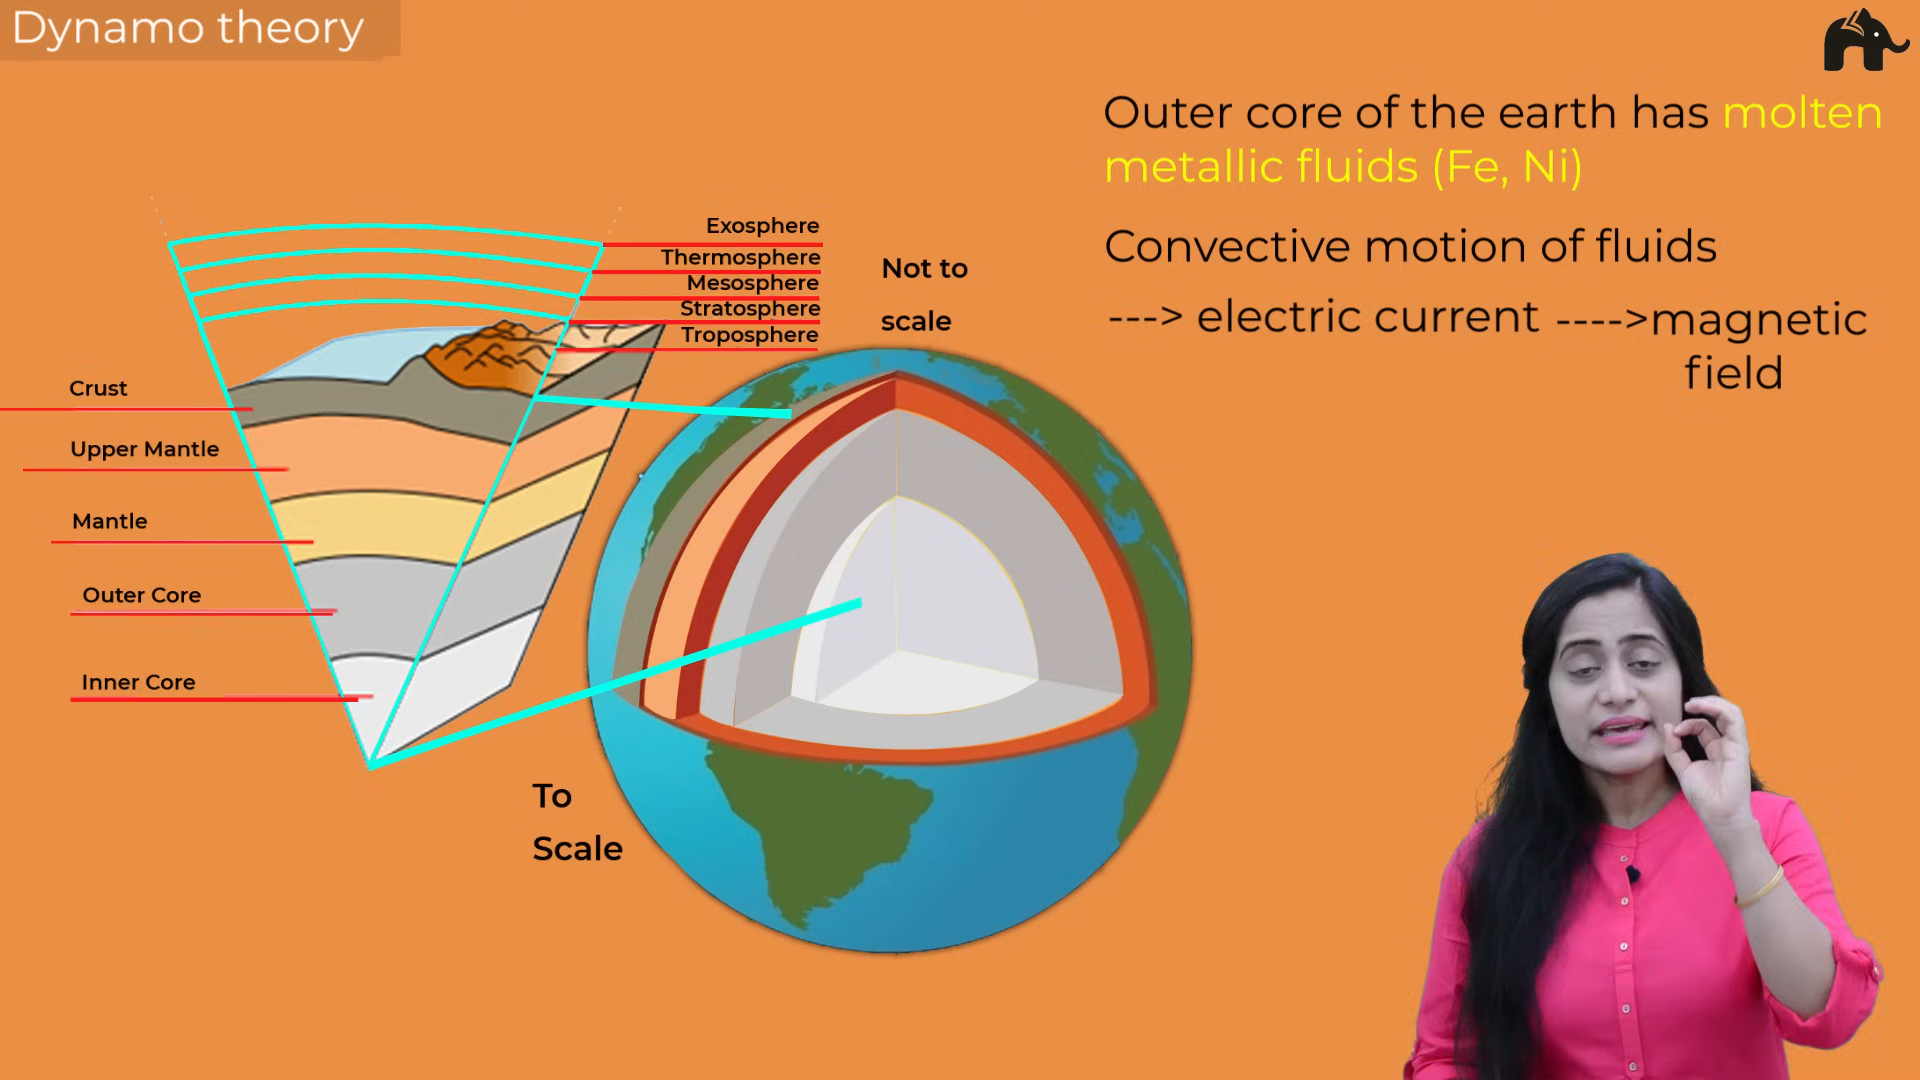 Dynamo theory
Outer core of the earth has molten
metallic fluids (Fe, Ni)
Convective motion of fluids
---> electric current ---->magnetic
field
Exosphere
Thermosphere
Mesosphere
Stratosphere
Troposphere
Not to
scale
Crust
Upper Mantle
Mantle
Outer Core
Inner Core
To
Scale